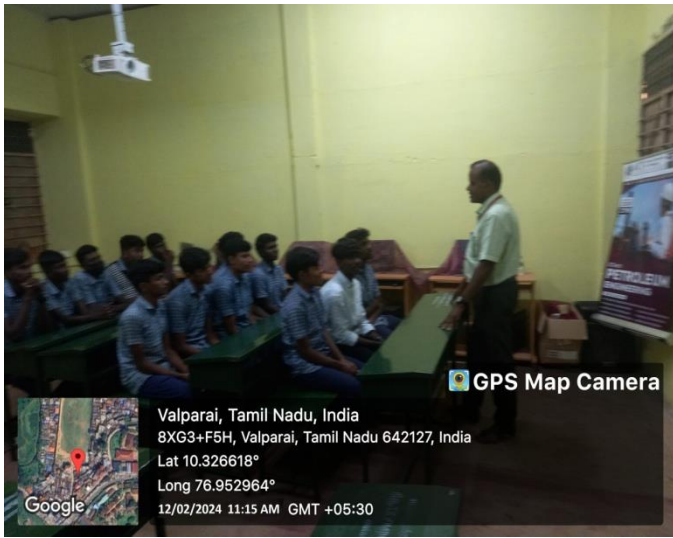 PETROLEUM
ENGINEERING
GPS Map Camera
Valparai, Tamil Nadu, India
8XG3+F5H, Valparai, Tamil Nadu 642127, India
Lat 10.326618°
Long 76.952964°
12/02/2024 11:15 AM GMT +05:30
Google